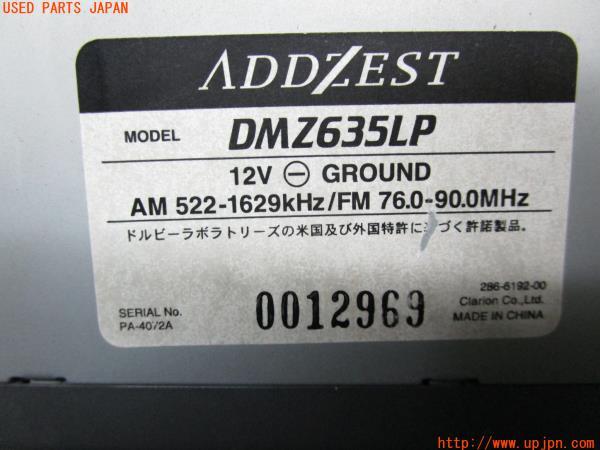 USED PARTS JAPAN
ADDZEST
MODEL DMZ635LP
12V ⊖ GROUND
AM 522-1629kHz/FM 76.0-90.0MHz
ドルビーラボラトリーズの米国及び外国特許に基づく許諾製品。
286-6192-00
SERIAL No. 0012969 Clarion Co.,Ltd.
PA-4072A MADE IN CHINA
http://www.upjpn.com/